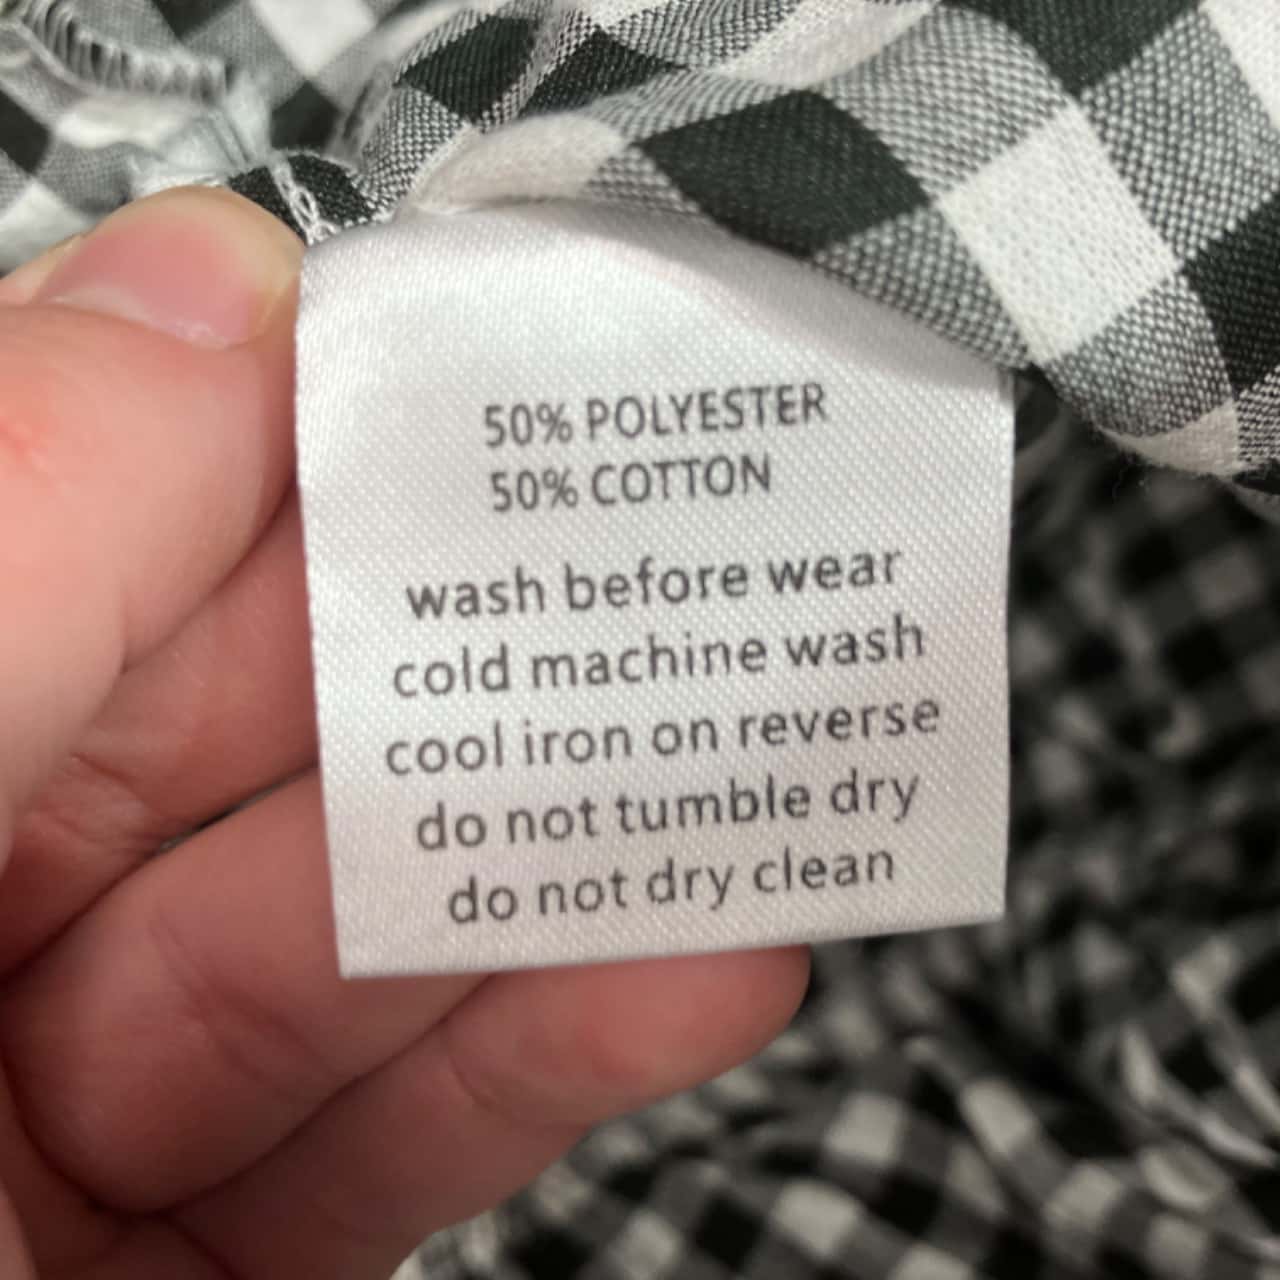 50% POLYESTER
50% COTTON
wash before wear
cold machine wash
cool iron on reverse
do not tumble dry
do not dry clean